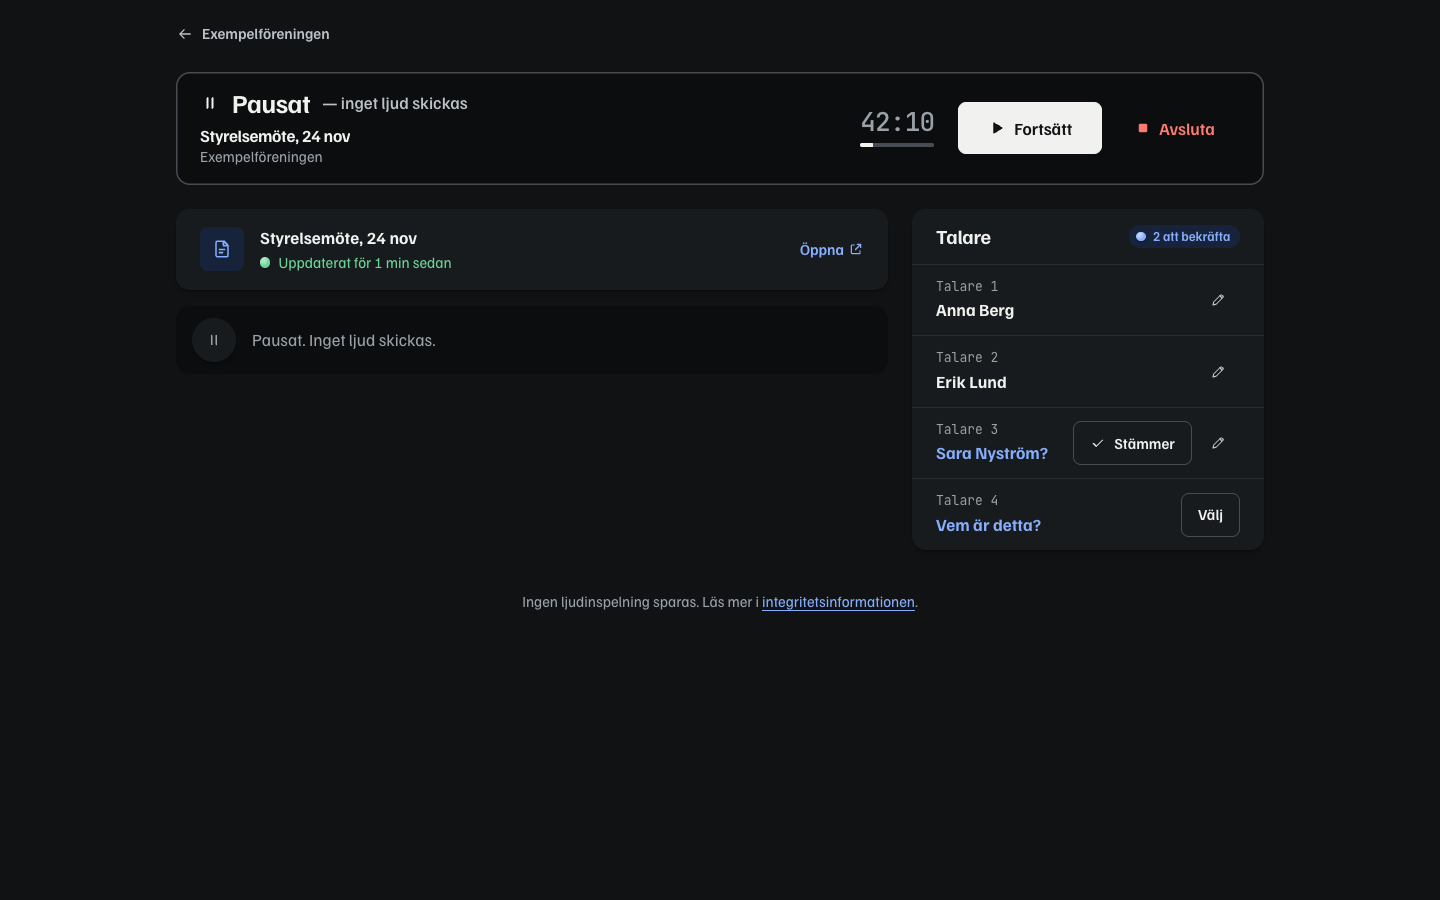 Exempelföreningen
Pausat — inget ljud skickas
Styrelsemöte, 24 nov
Exempelföreningen
42:10
Fortsätt
Avsluta
Styrelsemöte, 24 nov
Uppdaterat för 1 min sedan
Öppna
Pausat. Inget ljud skickas.
Talare
2 att bekräfta
Talare 1
Anna Berg
Talare 2
Erik Lund
Talare 3
Sara Nyström?
Stämmer
Talare 4
Vem är detta?
Välj
Ingen ljudinspelning sparas. Läs mer i integritetsinformationen.